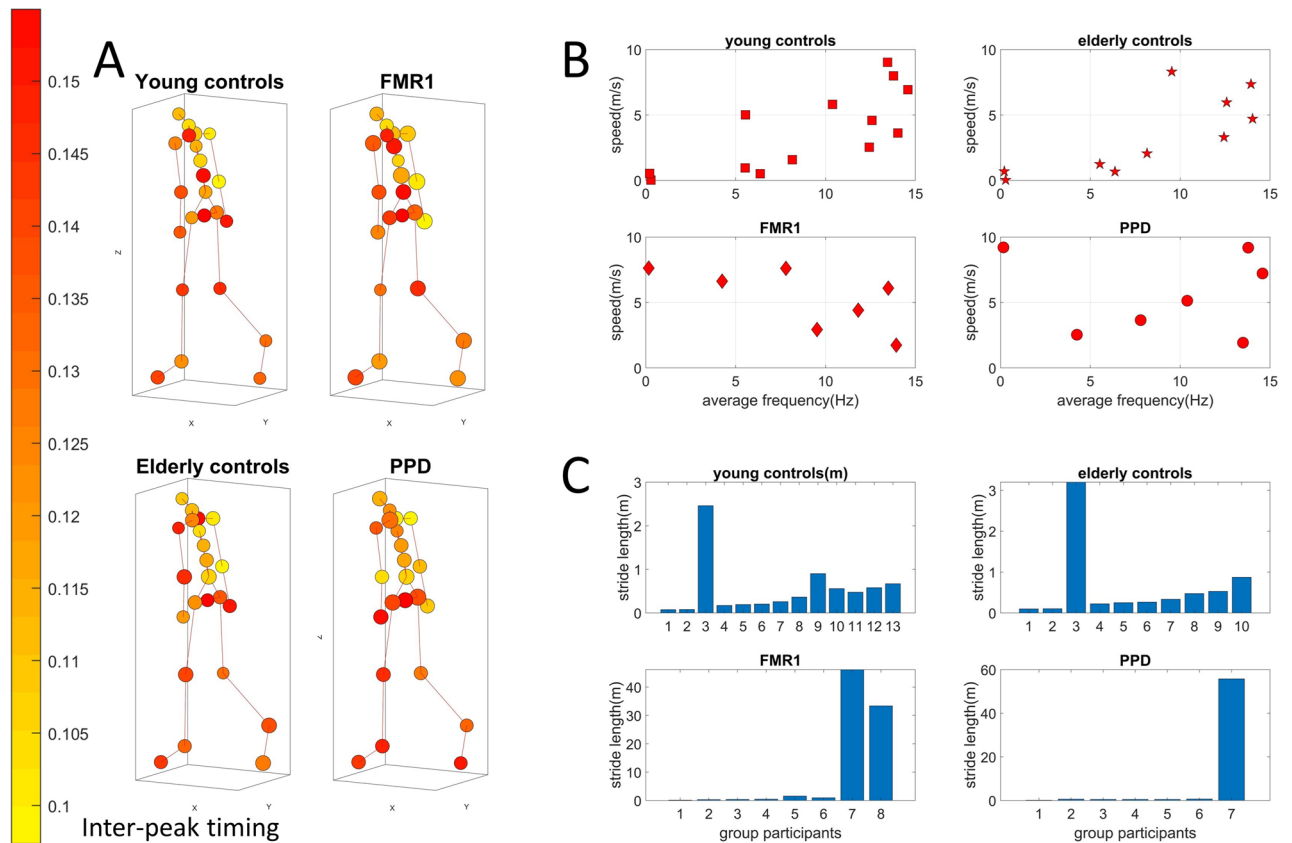 A
Young controls
FMR1
Z
X
Y
Elderly controls
PPD
Z
X
Y
X
Y
0.15
0.145
0.14
0.135
0.13
0.125
0.12
0.115
0.11
0.105
0.1
Inter-peak timing
B
young controls
speed(m/s)
10
5
0
0 5 10 15
elderly controls
speed(m/s)
10
5
0
0 5 10 15
FMR1
speed(m/s)
10
5
0
0 5 10 15
average frequency(Hz)
PPD
speed(m/s)
10
5
0
0 5 10 15
average frequency(Hz)
C
young controls(m)
stride length(m)
3
2
1
0
1 2 3 4 5 6 7 8 9 10 11 12 13
elderly controls
stride length(m)
3
2
1
0
1 2 3 4 5 6 7 8 9 10
FMR1
stride length(m)
40
30
20
10
0
1 2 3 4 5 6 7 8
group participants
PPD
stride length(m)
60
40
20
0
1 2 3 4 5 6 7
group participants